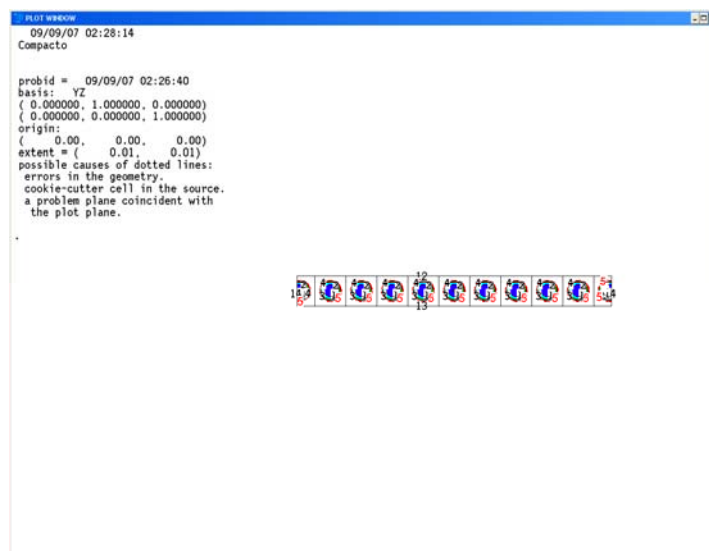 PLOT WINDOW
09/09/07 02:28:14
Compacto
probid = 09/09/07 02:26:40
basis: YZ
( 0.000000, 1.000000, 0.000000)
( 0.000000, 0.000000, 1.000000)
origin:
( 0.00, 0.00, 0.00)
extent = ( 0.01, 0.01)
possible causes of dotted lines:
errors in the geometry.
cookie-cutter cell in the source.
a problem plane coincident with
the plot plane.
12
13